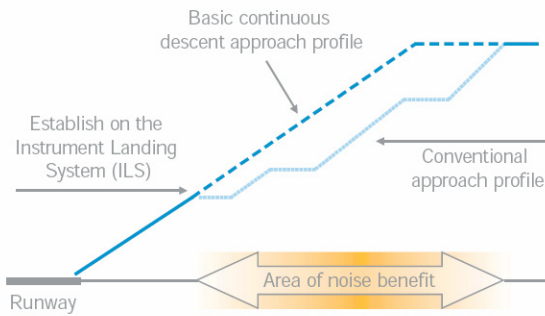 Basic continuous
descent approach profile
Establish on the
Instrument Landing
System (ILS)
Conventional
approach profile
Area of noise benefit
Runway